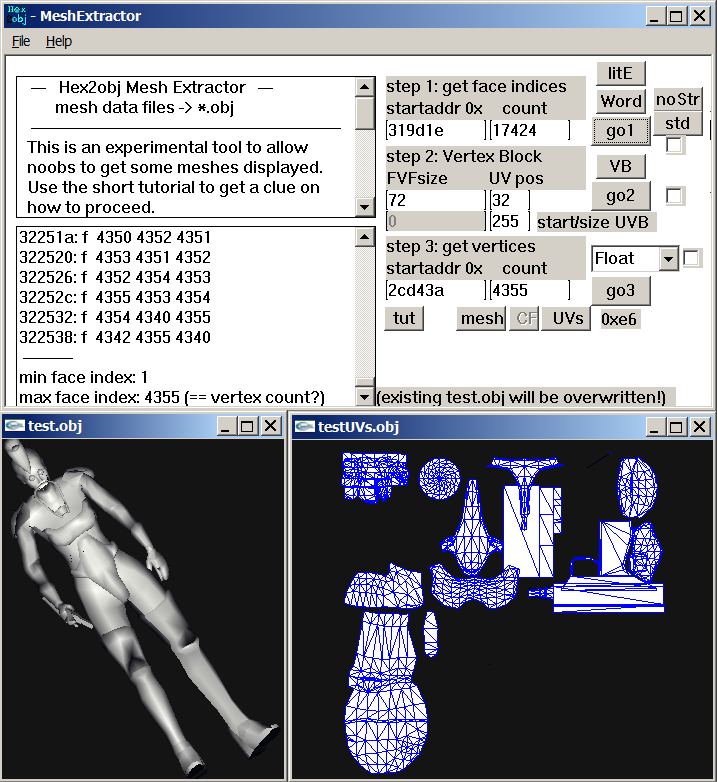 Hex
obj - MeshExtractor
File Help
— Hex2obj Mesh Extractor —
mesh data files -> *.obj
This is an experimental tool to allow
noobs to get some meshes displayed.
Use the short tutorial to get a clue on
how to proceed.
32251a: f 4350 4352 4351
322520: f 4353 4351 4352
322526: f 4352 4354 4353
32252c: f 4355 4353 4354
322532: f 4354 4340 4355
322538: f 4342 4355 4340
min face index: 1
max face index: 4355 (== vertex count?)
step 1: get face indices
startaddr 0x count
319d1e 17424
litE
Word noStr
go1 std
step 2: Vertex Block
FVFsize UV pos
72 32
0 255 start/size UVB
VB
go2
step 3: get vertices
startaddr 0x count
2cd43a 4355
Float
go3
tut mesh CF UVs 0xe6
(existing test.obj will be overwritten!)
test.obj
testUVs.obj